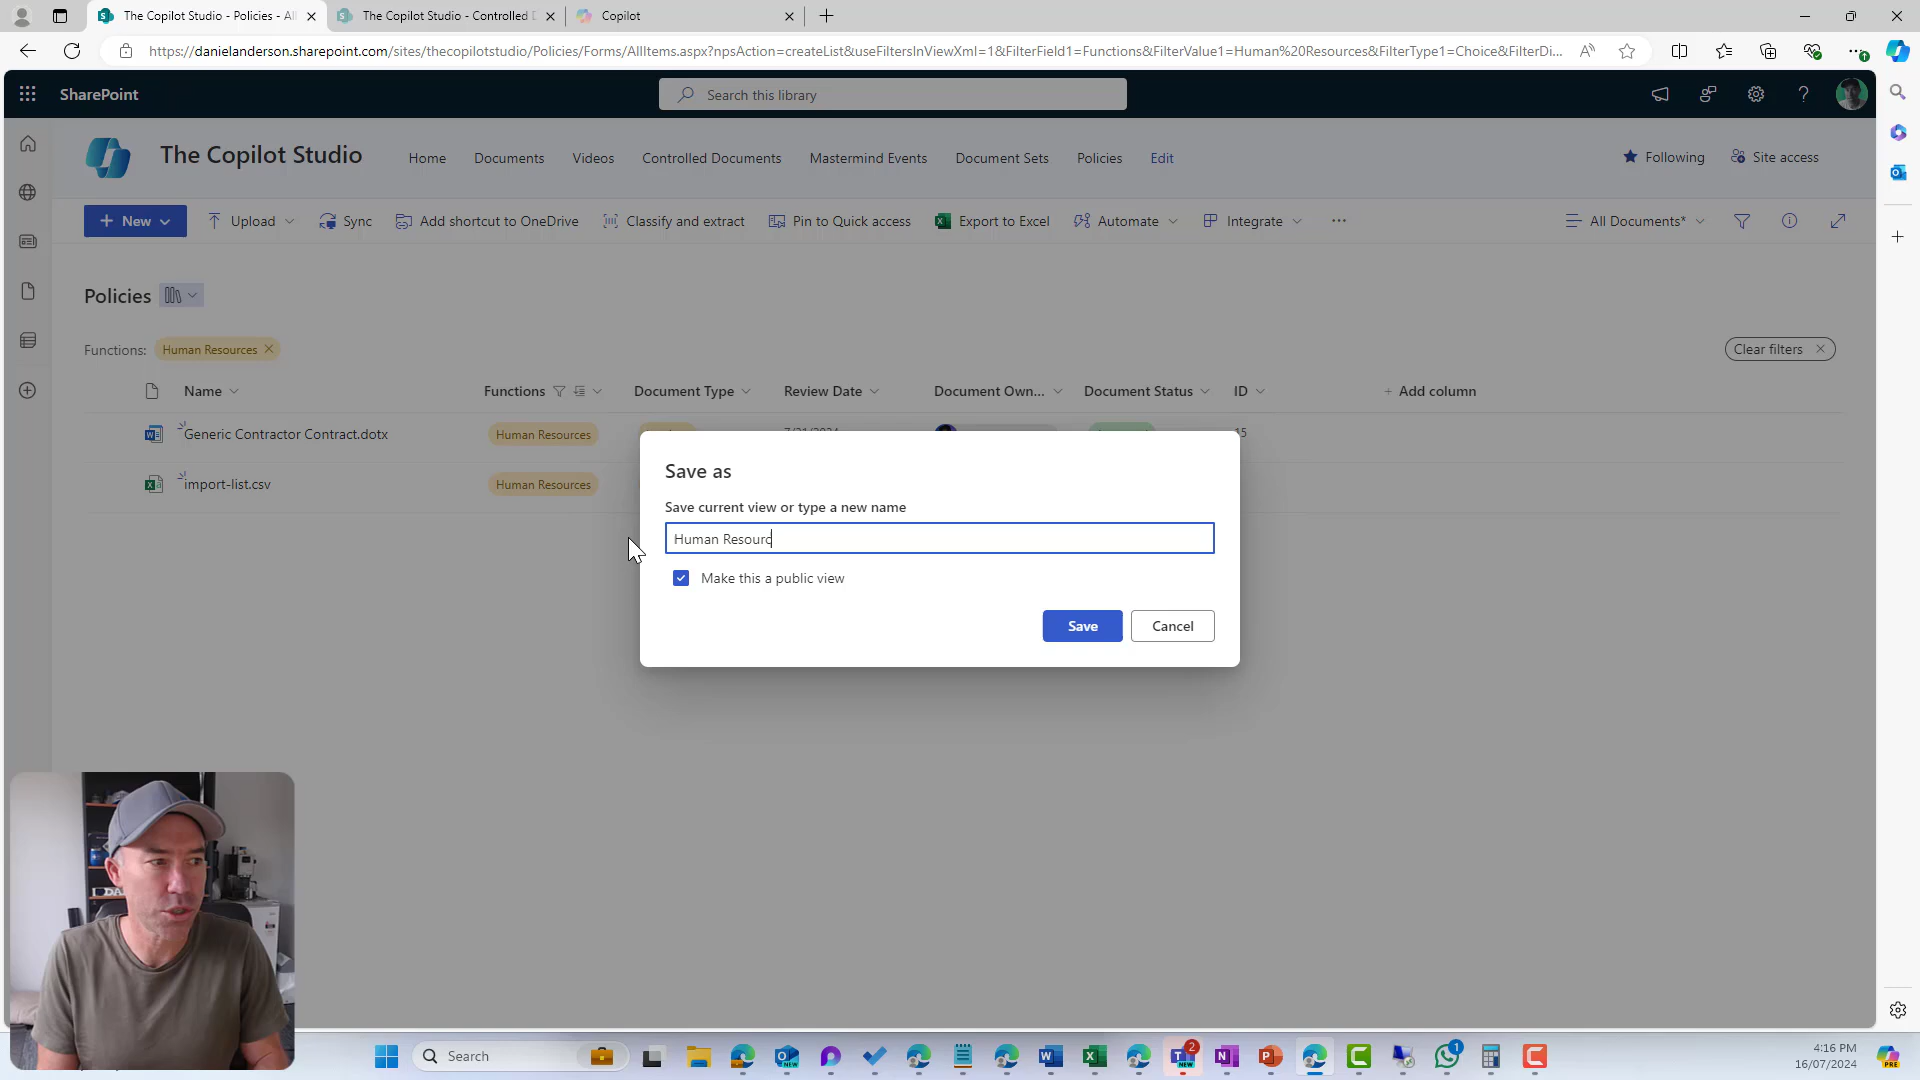 The Copilot Studio - Policies - Al
The Copilot Studio - Controlled D
Copilot
https://danielanderson.sharepoint.com/sites/thecopilotstudio/Policies/Forms/AllItems.aspx?npsAction=createList&useFiltersInViewXml=1&FilterField1=Functions&FilterValue1=Human%20Resources&FilterType1=Choice&FilterDi...
SharePoint
Search this library
The Copilot Studio
Home
Documents
Videos
Controlled Documents
Mastermind Events
Document Sets
Policies
Edit
Following
Site access
New
Upload
Sync
Add shortcut to OneDrive
Classify and extract
Pin to Quick access
Export to Excel
Automate
Integrate
All Documents*
Policies
Functions:
Human Resources
Clear filters
Name
Functions
Document Type
Review Date
Document Own...
Document Status
ID
+ Add column
Generic Contractor Contract.dotx
Human Resources
15
import-list.csv
Human Resources
Save as
Save current view or type a new name
Human Resourc
Make this a public view
Save
Cancel
Search
2
1
4:16 PM
16/07/2024